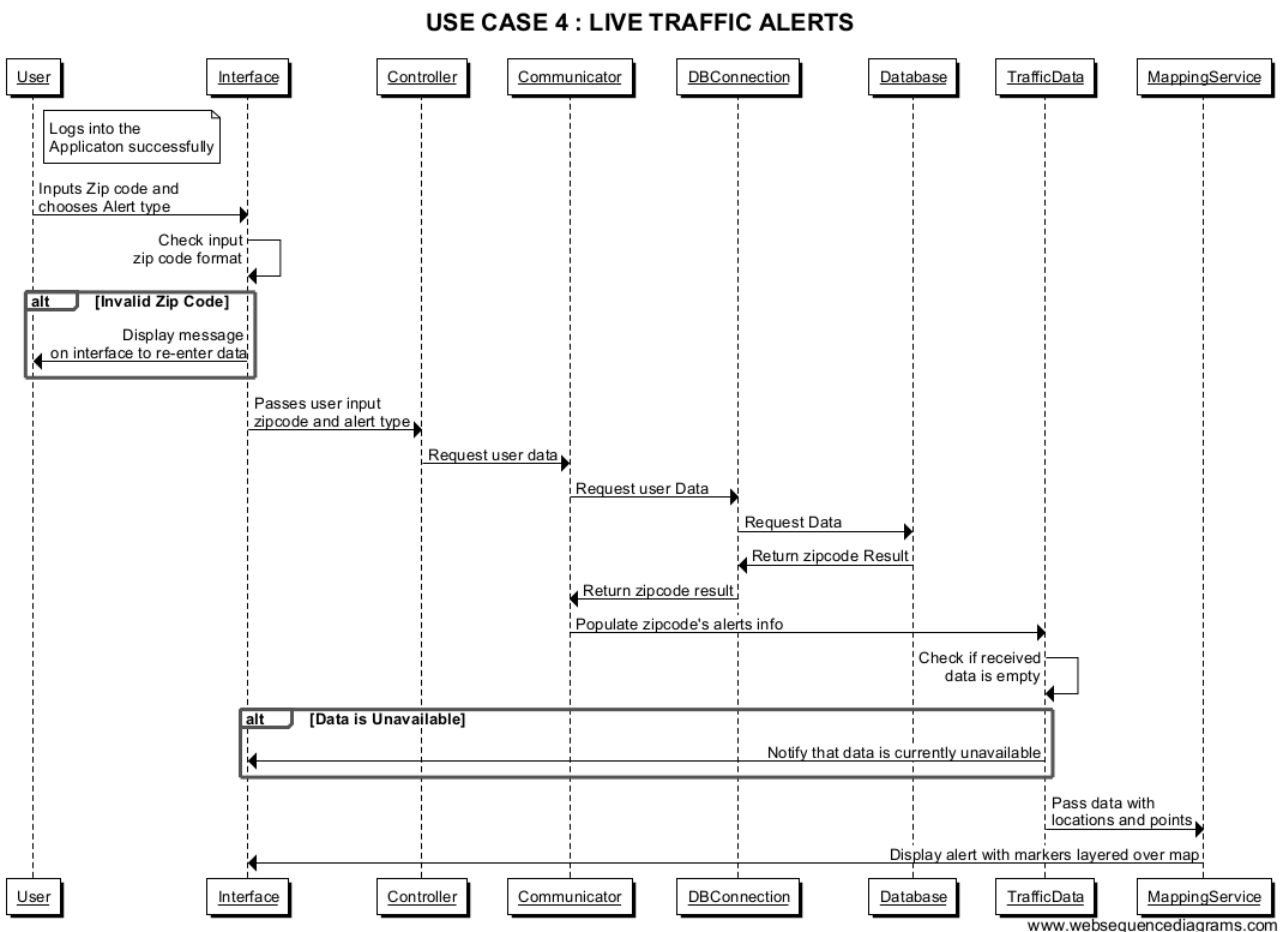 USE CASE 4 : LIVE TRAFFIC ALERTS
User
Interface
Controller
Communicator
DBConnection
Database
TrafficData
MappingService
Logs into the
Applicaton successfully
Inputs Zip code and
chooses Alert type
Check input
zip code format
alt
[Invalid Zip Code]
Display message
on interface to re-enter data
Passes user input
zipcode and alert type
Request user data
Request user Data
Request Data
Return zipcode Result
Return zipcode result
Populate zipcode's alerts info
Check if received
data is empty
alt
[Data is Unavailable]
Notify that data is currently unavailable
Pass data with
locations and points
Display alert with markers layered over map
User
Interface
Controller
Communicator
DBConnection
Database
TrafficData
MappingService
www.websequencediagrams.com